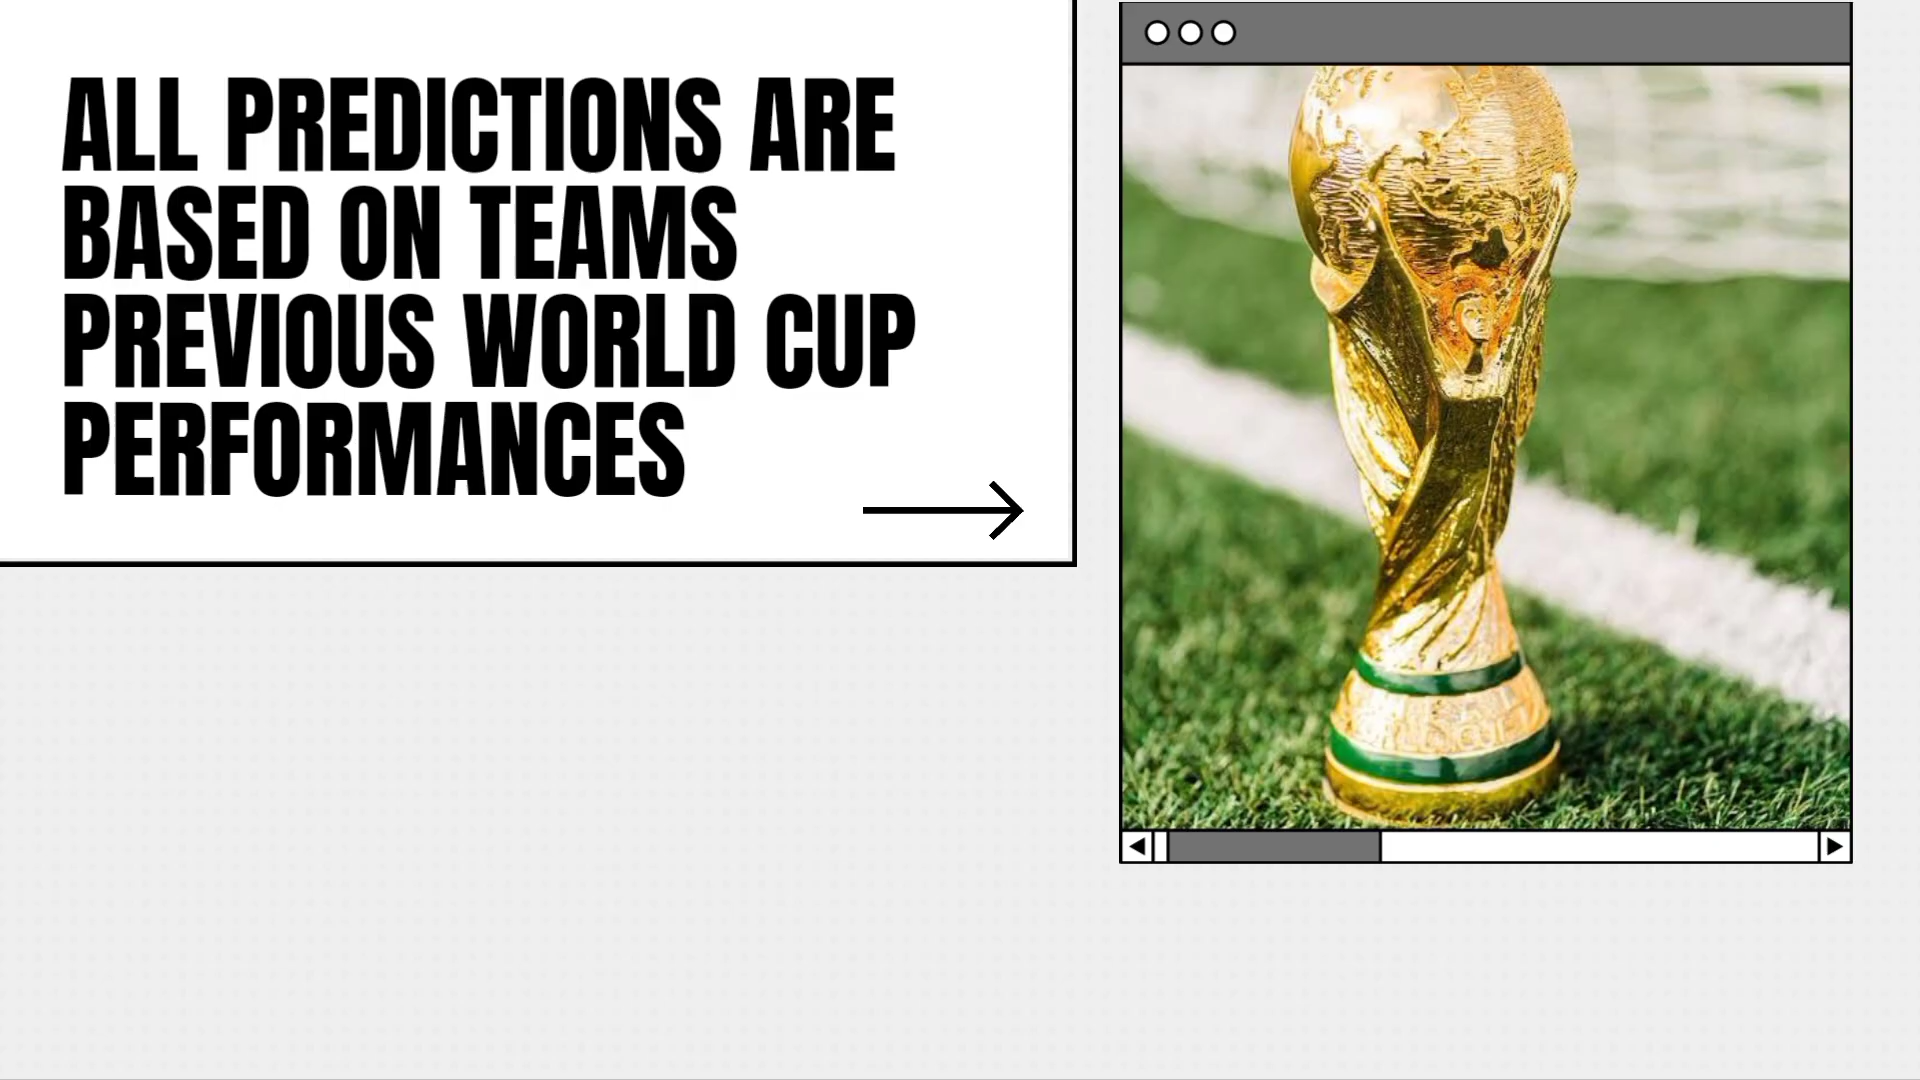 ALL PREDICTIONS ARE
BASED ON TEAMS
PREVIOUS WORLD CUP
PERFORMANCES